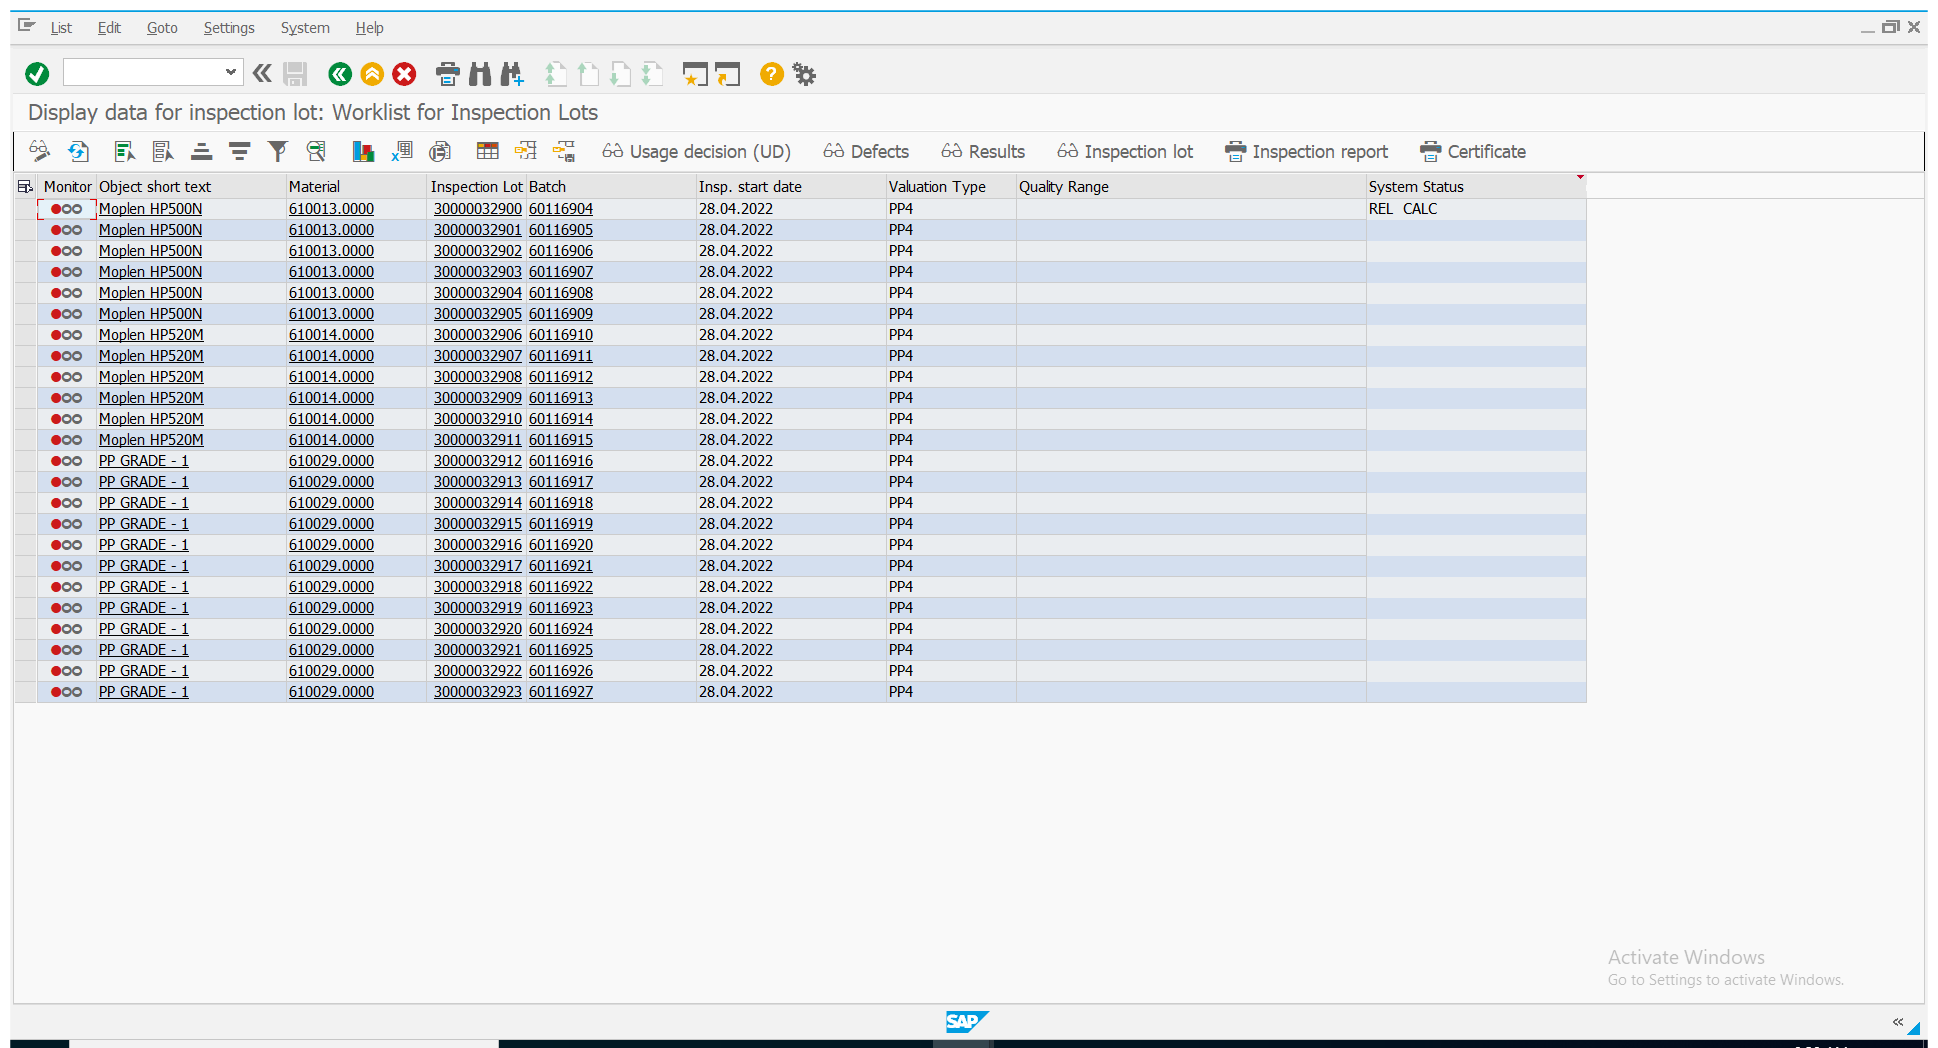 List Edit Goto Settings System Help
Display data for inspection lot: Worklist for Inspection Lots
Usage decision (UD) Defects Results Inspection lot Inspection report Certificate
Monitor Object short text Material Inspection Lot Batch Insp. start date Valuation Type Quality Range System Status
Moplen HP500N 610013.0000 30000032900 60116904 28.04.2022 PP4 REL CALC
Moplen HP500N 610013.0000 30000032901 60116905 28.04.2022 PP4
Moplen HP500N 610013.0000 30000032902 60116906 28.04.2022 PP4
Moplen HP500N 610013.0000 30000032903 60116907 28.04.2022 PP4
Moplen HP500N 610013.0000 30000032904 60116908 28.04.2022 PP4
Moplen HP500N 610013.0000 30000032905 60116909 28.04.2022 PP4
Moplen HP520M 610014.0000 30000032906 60116910 28.04.2022 PP4
Moplen HP520M 610014.0000 30000032907 60116911 28.04.2022 PP4
Moplen HP520M 610014.0000 30000032908 60116912 28.04.2022 PP4
Moplen HP520M 610014.0000 30000032909 60116913 28.04.2022 PP4
Moplen HP520M 610014.0000 30000032910 60116914 28.04.2022 PP4
Moplen HP520M 610014.0000 30000032911 60116915 28.04.2022 PP4
PP GRADE - 1 610029.0000 30000032912 60116916 28.04.2022 PP4
PP GRADE - 1 610029.0000 30000032913 60116917 28.04.2022 PP4
PP GRADE - 1 610029.0000 30000032914 60116918 28.04.2022 PP4
PP GRADE - 1 610029.0000 30000032915 60116919 28.04.2022 PP4
PP GRADE - 1 610029.0000 30000032916 60116920 28.04.2022 PP4
PP GRADE - 1 610029.0000 30000032917 60116921 28.04.2022 PP4
PP GRADE - 1 610029.0000 30000032918 60116922 28.04.2022 PP4
PP GRADE - 1 610029.0000 30000032919 60116923 28.04.2022 PP4
PP GRADE - 1 610029.0000 30000032920 60116924 28.04.2022 PP4
PP GRADE - 1 610029.0000 30000032921 60116925 28.04.2022 PP4
PP GRADE - 1 610029.0000 30000032922 60116926 28.04.2022 PP4
PP GRADE - 1 610029.0000 30000032923 60116927 28.04.2022 PP4
Activate Windows
Go to Settings to activate Windows.
SAP